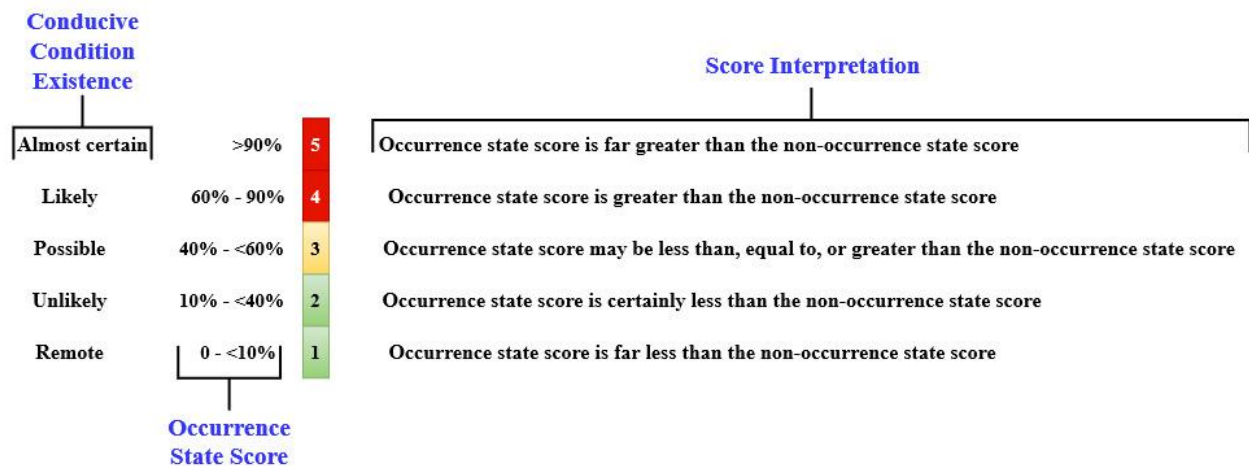 Conducive
Condition
Existence
Score Interpretation
Almost certain >90% 5 Occurrence state score is far greater than the non-occurrence state score
Likely 60% - 90% 4 Occurrence state score is greater than the non-occurrence state score
Possible 40% - <60% 3 Occurrence state score may be less than, equal to, or greater than the non-occurrence state score
Unlikely 10% - <40% 2 Occurrence state score is certainly less than the non-occurrence state score
Remote 0 - <10% 1 Occurrence state score is far less than the non-occurrence state score
Occurrence
State Score